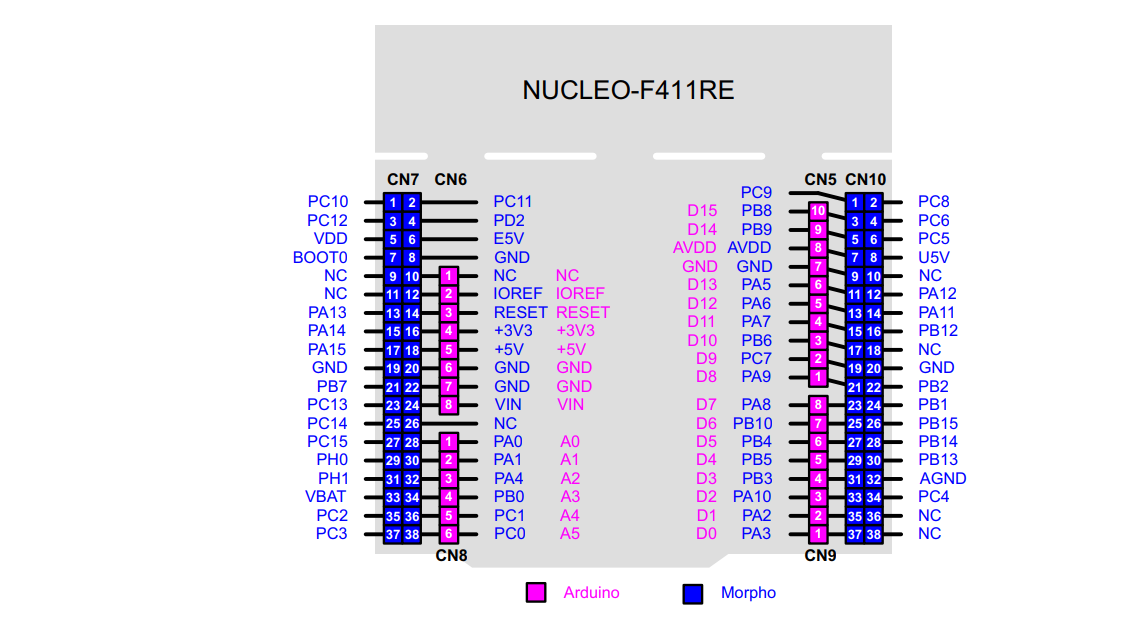 NUCLEO-F411RE
CN7 CN6 CN5 CN10
PC9
PC10 1 2 PC11 1 2 PC8
D15 PB8 10
PC12 3 4 PD2 3 4 PC6
D14 PB9 9
VDD 5 6 E5V 5 6 PC5
AVDD AVDD 8
BOOT0 7 8 GND 7 8 U5V
GND GND 7
NC 9 10 1 NC NC 9 10 NC
D13 PA5 6
NC 11 12 2 IOREF IOREF 11 12 PA12
D12 PA6 5
PA13 13 14 3 RESET RESET 13 14 PA11
D11 PA7 4
PA14 15 16 4 +3V3 +3V3 15 16 PB12
D10 PB6 3
PA15 17 18 5 +5V +5V 17 18 NC
D9 PC7 2
GND 19 20 6 GND GND 19 20 GND
D8 PA9 1
PB7 21 22 7 GND GND 21 22 PB2
PC13 23 24 8 VIN VIN D7 PA8 8 23 24 PB1
PC14 25 26 NC D6 PB10 7 25 26 PB15
PC15 27 28 1 PA0 A0 D5 PB4 6 27 28 PB14
PH0 29 30 2 PA1 A1 D4 PB5 5 29 30 PB13
PH1 31 32 3 PA4 A2 D3 PB3 4 31 32 AGND
VBAT 33 34 4 PB0 A3 D2 PA10 3 33 34 PC4
PC2 35 36 5 PC1 A4 D1 PA2 2 35 36 NC
PC3 37 38 6 PC0 A5 D0 PA3 1 37 38 NC
CN8 CN9
Arduino Morpho